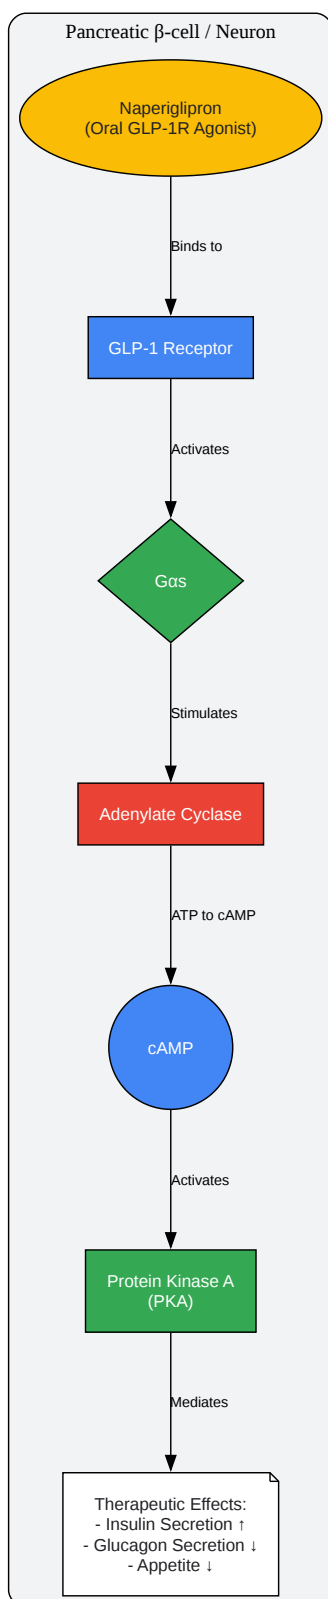 Pancreatic β-cell / Neuron
Naperiglipron
(Oral GLP-1R Agonist)
Binds to
GLP-1 Receptor
Activates
Gαs
Stimulates
Adenylate Cyclase
ATP to cAMP
cAMP
Activates
Protein Kinase A
(PKA)
Mediates
Therapeutic Effects:
- Insulin Secretion ↑
- Glucagon Secretion ↓
- Appetite ↓